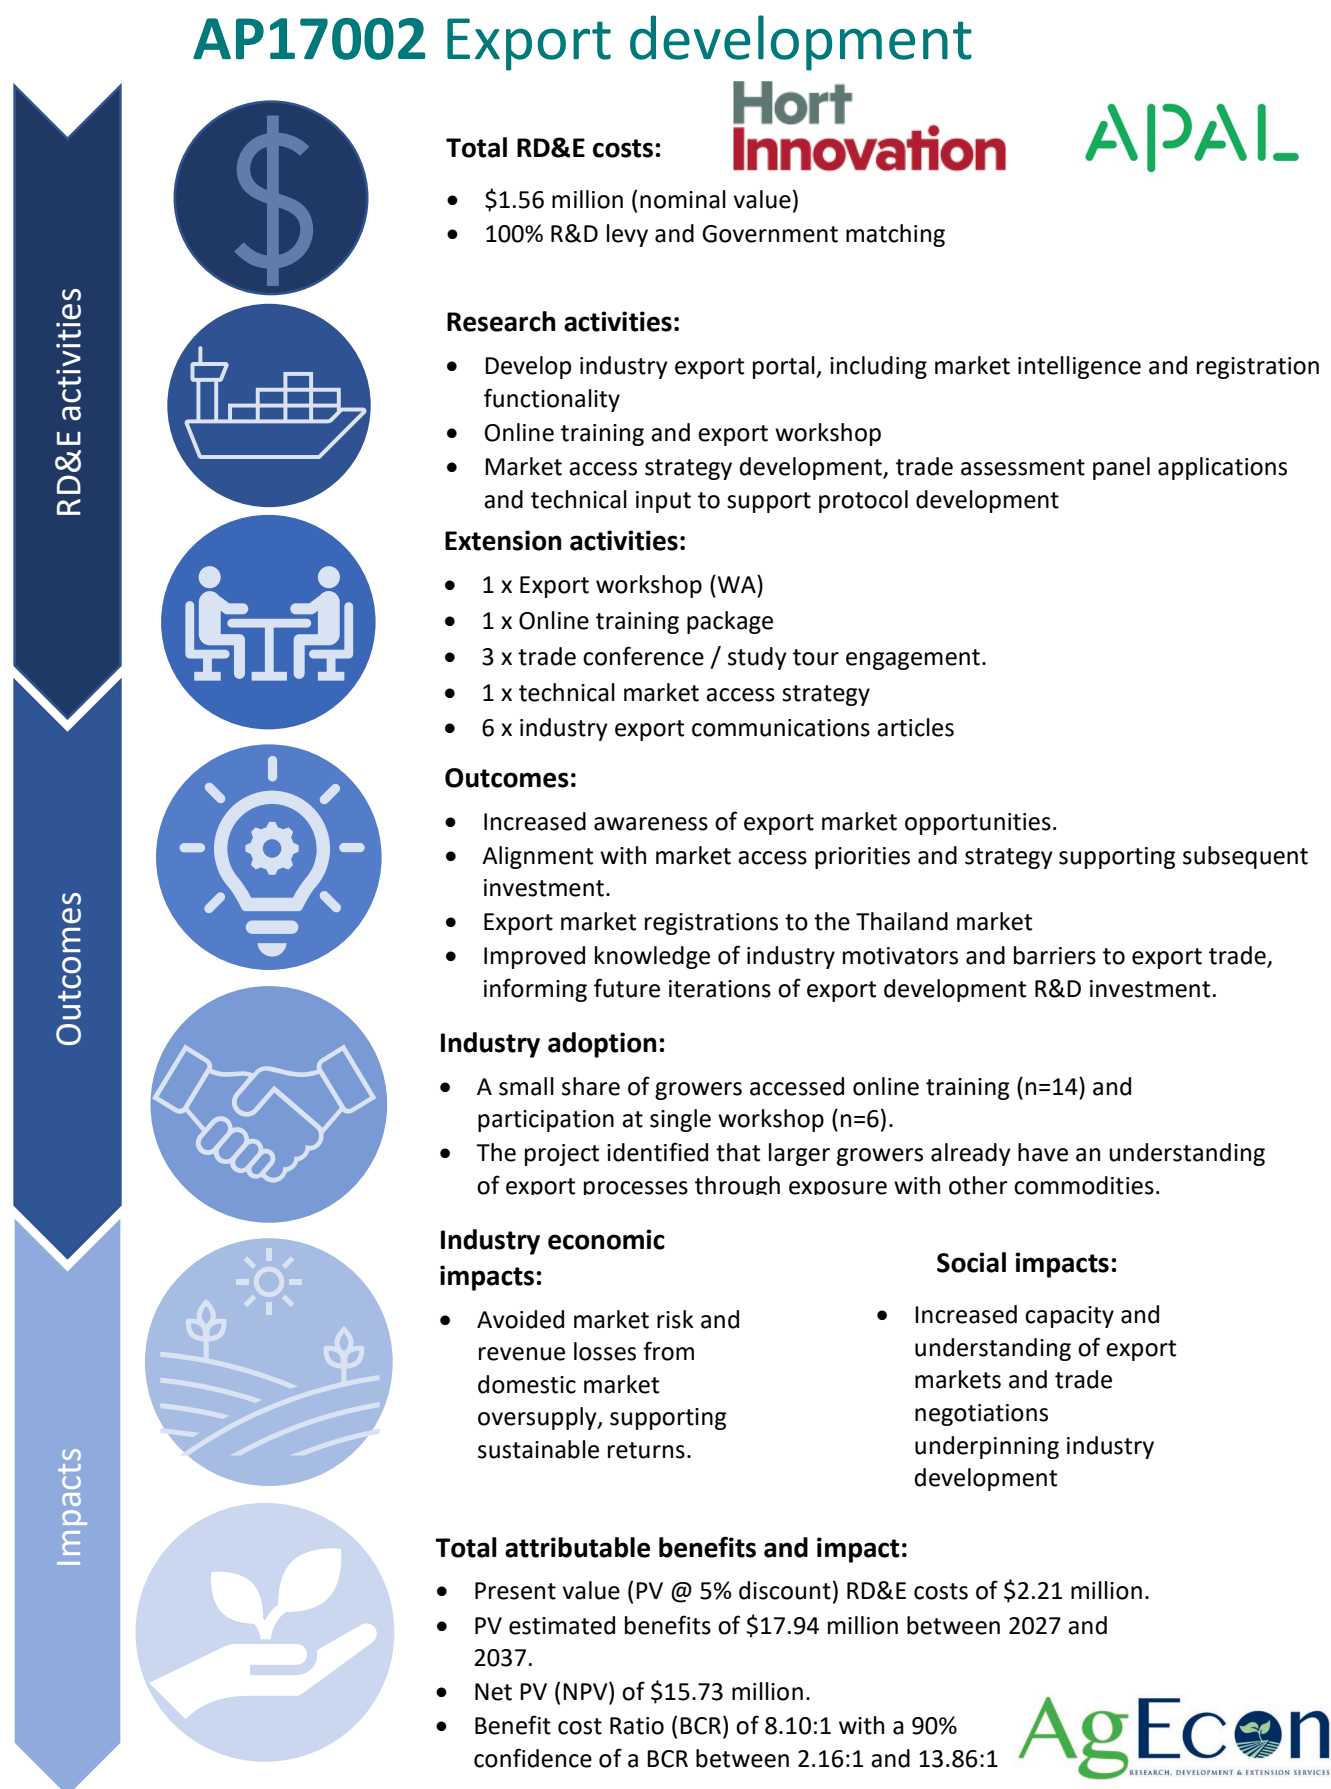 AP17002 Export development
Hort
Innovation
APAL
RD&E activities
Total RD&E costs:
• $1.56 million (nominal value)
• 100% R&D levy and Government matching
Research activities:
• Develop industry export portal, including market intelligence and registration
functionality
• Online training and export workshop
• Market access strategy development, trade assessment panel applications
and technical input to support protocol development
Extension activities:
• 1 x Export workshop (WA)
• 1 x Online training package
• 3 x trade conference / study tour engagement.
• 1 x technical market access strategy
• 6 x industry export communications articles
Outcomes
Outcomes:
• Increased awareness of export market opportunities.
• Alignment with market access priorities and strategy supporting subsequent
investment.
• Export market registrations to the Thailand market
• Improved knowledge of industry motivators and barriers to export trade,
informing future iterations of export development R&D investment.
Industry adoption:
• A small share of growers accessed online training (n=14) and
participation at single workshop (n=6).
• The project identified that larger growers already have an understanding
of export processes through exposure with other commodities.
Impacts
Industry economic
impacts:
• Avoided market risk and
revenue losses from
domestic market
oversupply, supporting
sustainable returns.
Social impacts:
• Increased capacity and
understanding of export
markets and trade
negotiations
underpinning industry
development
Total attributable benefits and impact:
• Present value (PV @ 5% discount) RD&E costs of $2.21 million.
• PV estimated benefits of $17.94 million between 2027 and
2037.
• Net PV (NPV) of $15.73 million.
• Benefit cost Ratio (BCR) of 8.10:1 with a 90%
confidence of a BCR between 2.16:1 and 13.86:1
AgEcon
RESEARCH, DEVELOPMENT & EXTENSION SERVICES